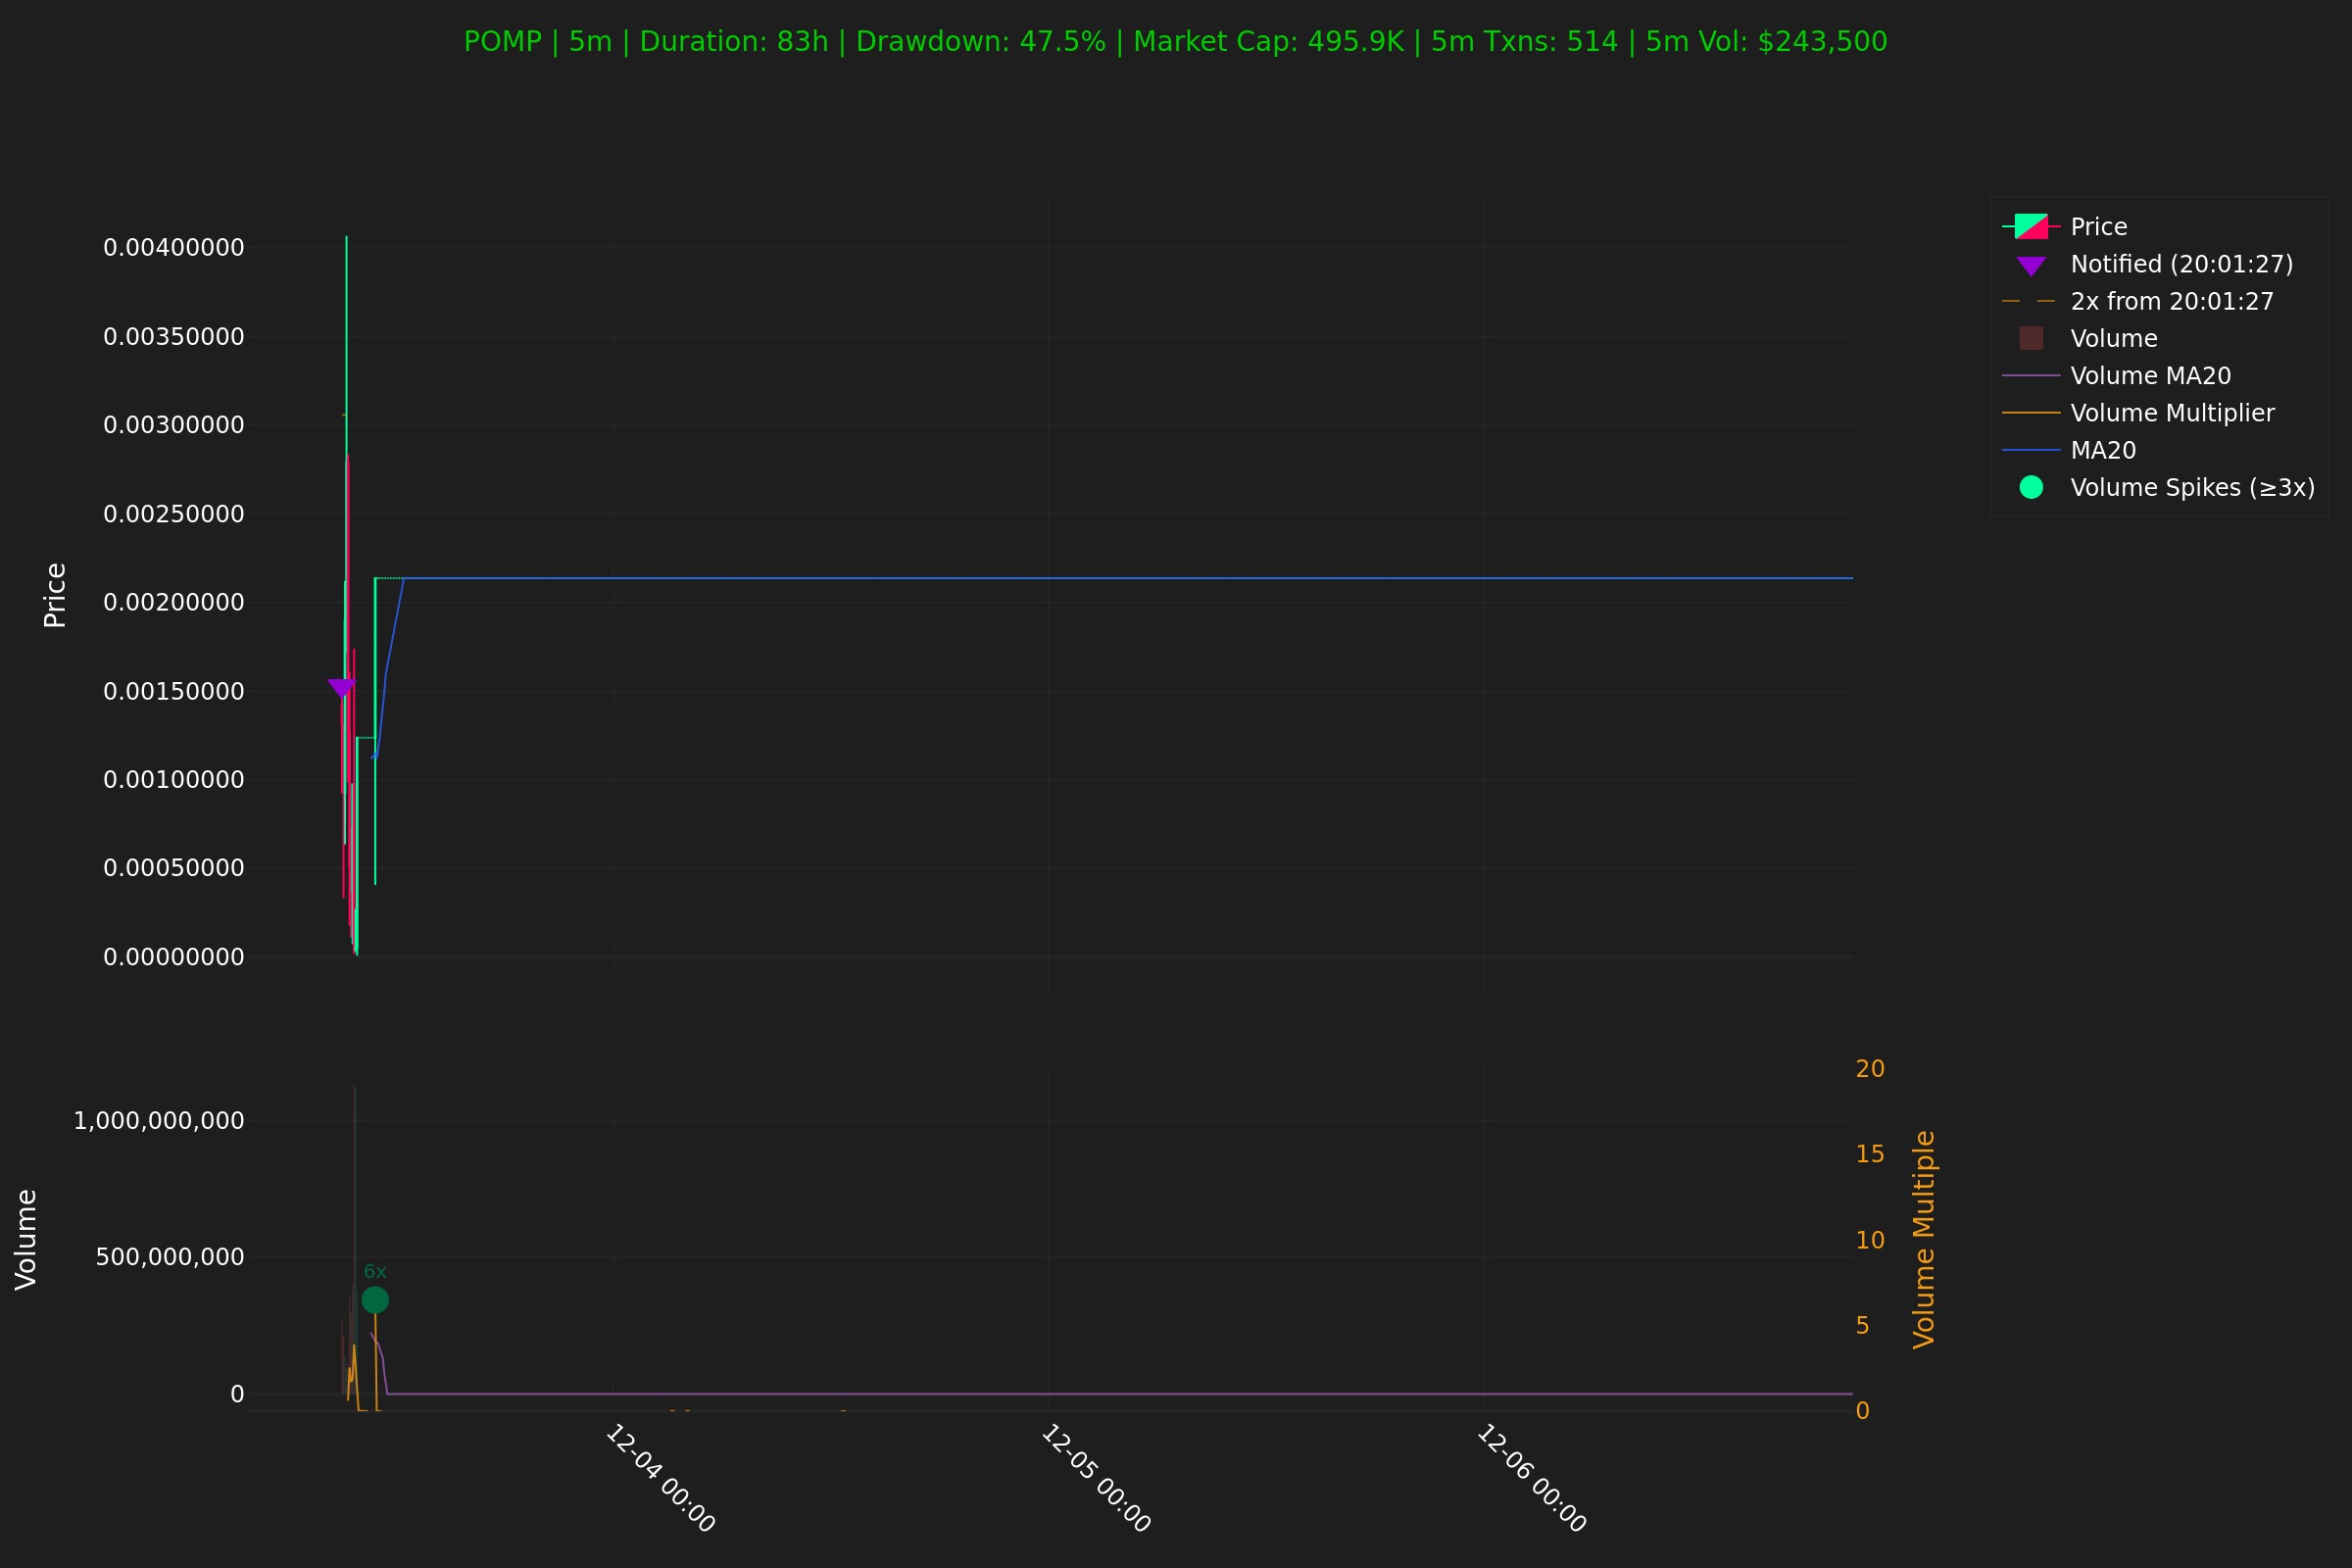 POMP | 5m | Duration: 83h | Drawdown: 47.5% | Market Cap: 495.9K | 5m Txns: 514 | 5m Vol: $243,500
Price
0.00400000
0.00350000
0.00300000
0.00250000
0.00200000
0.00150000
0.00100000
0.00050000
0.00000000
Price
Notified (20:01:27)
2x from 20:01:27
Volume
Volume MA20
Volume Multiplier
MA20
Volume Spikes (≥3x)
Volume
1,000,000,000
500,000,000
0
6x
20
15
10
5
0
Volume Multiple
12-04 00:00
12-05 00:00
12-06 00:00